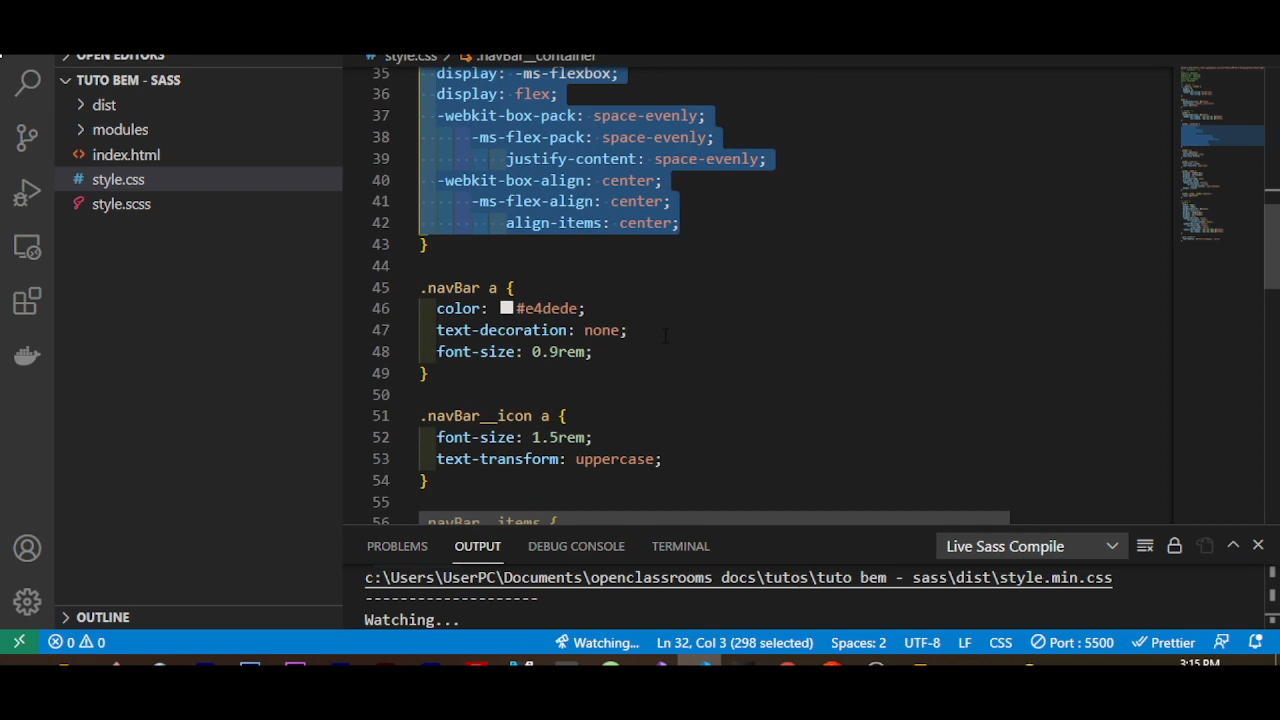 OPEN EDITORS
TUTO BEM - SASS
dist
modules
index.html
style.css
style.scss
OUTLINE
style.css > .navBar__container
35 display: -ms-flexbox;
36 display: flex;
37 -webkit-box-pack: space-evenly;
38 -ms-flex-pack: space-evenly;
39 justify-content: space-evenly;
40 -webkit-box-align: center;
41 -ms-flex-align: center;
42 align-items: center;
43 }
44
45 .navBar a {
46 color: #e4dede;
47 text-decoration: none;
48 font-size: 0.9rem;
49 }
50
51 .navBar__icon a {
52 font-size: 1.5rem;
53 text-transform: uppercase;
54 }
55
56 .navBar__items {
PROBLEMS OUTPUT DEBUG CONSOLE TERMINAL Live Sass Compile
c:\Users\UserPC\Documents\openclassrooms docs\tutos\tuto bem - sass\dist\style.min.css
--------------------
Watching...
0 0 Watching... Ln 32, Col 3 (298 selected) Spaces: 2 UTF-8 LF CSS Port : 5500 Prettier
3:15 PM